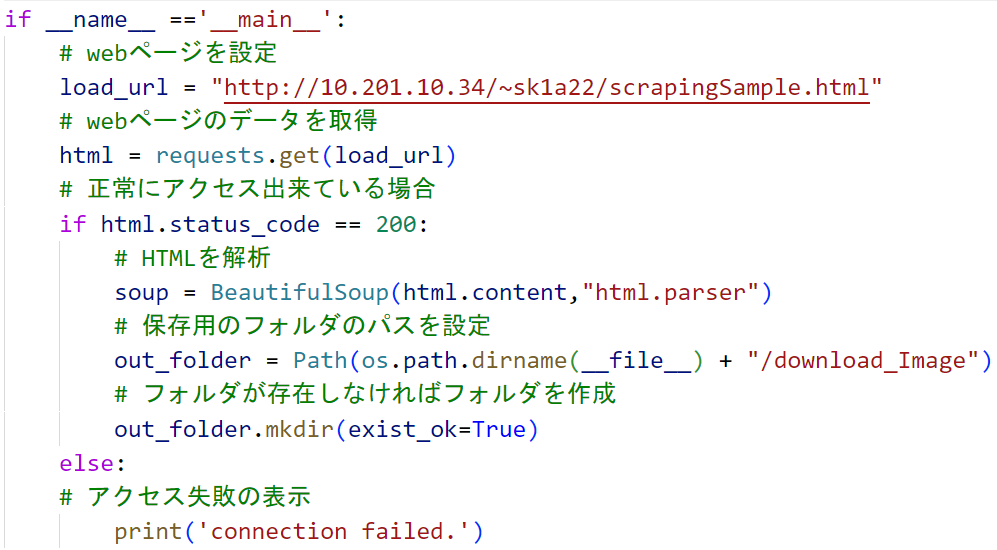 if __name__ =='__main__':
# webページを設定
load_url = "http://10.201.10.34/~sk1a22/scrapingSample.html"
# webページのデータを取得
html = requests.get(load_url)
# 正常にアクセス出来ている場合
if html.status_code == 200:
# HTMLを解析
soup = BeautifulSoup(html.content,"html.parser")
# 保存用のフォルダのパスを設定
out_folder = Path(os.path.dirname(__file__) + "/download_Image")
# フォルダが存在しなければフォルダを作成
out_folder.mkdir(exist_ok=True)
else:
# アクセス失敗の表示
print('connection failed.')